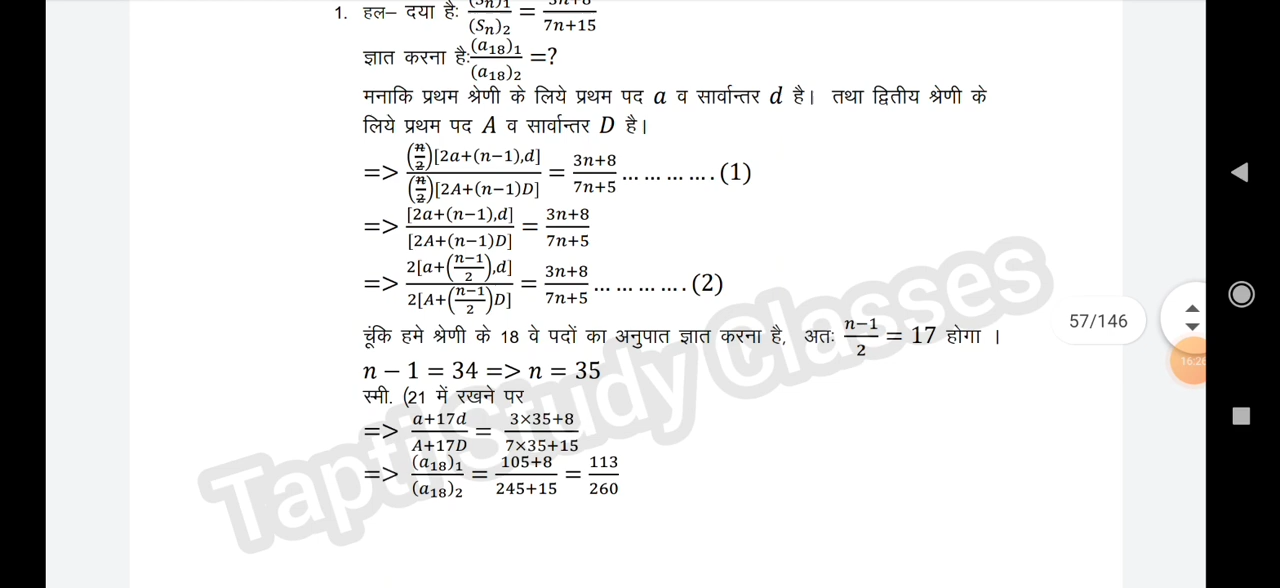 1. हल– दया है: (Sₙ)₁/(Sₙ)₂ = 3n+8/7n+15
ज्ञात करना है: (a₁₈)₁/(a₁₈)₂ =?
मनाकि प्रथम श्रेणी के लिये प्रथम पद a व सार्वान्तर d है। तथा द्वितीय श्रेणी के
लिये प्रथम पद A व सार्वान्तर D है।
=> (n/2)[2a+(n−1),d]/(n/2)[2A+(n−1)D] = 3n+8/7n+5 … … … … . (1)
=> [2a+(n−1),d]/[2A+(n−1)D] = 3n+8/7n+5
=> 2[a+(n−1/2),d]/2[A+(n−1/2)D] = 3n+8/7n+5 … … … … . (2)
चूंकि हमे श्रेणी के 18 वे पदों का अनुपात ज्ञात करना है, अतः n−1/2 = 17 होगा ।
n − 1 = 34 => n = 35
स्मी. (21 में रखने पर
=> a+17d/A+17D = 3×35+8/7×35+15
=> (a₁₈)₁/(a₁₈)₂ = 105+8/245+15 = 113/260
Tapti Study Classes
57/146
16:26